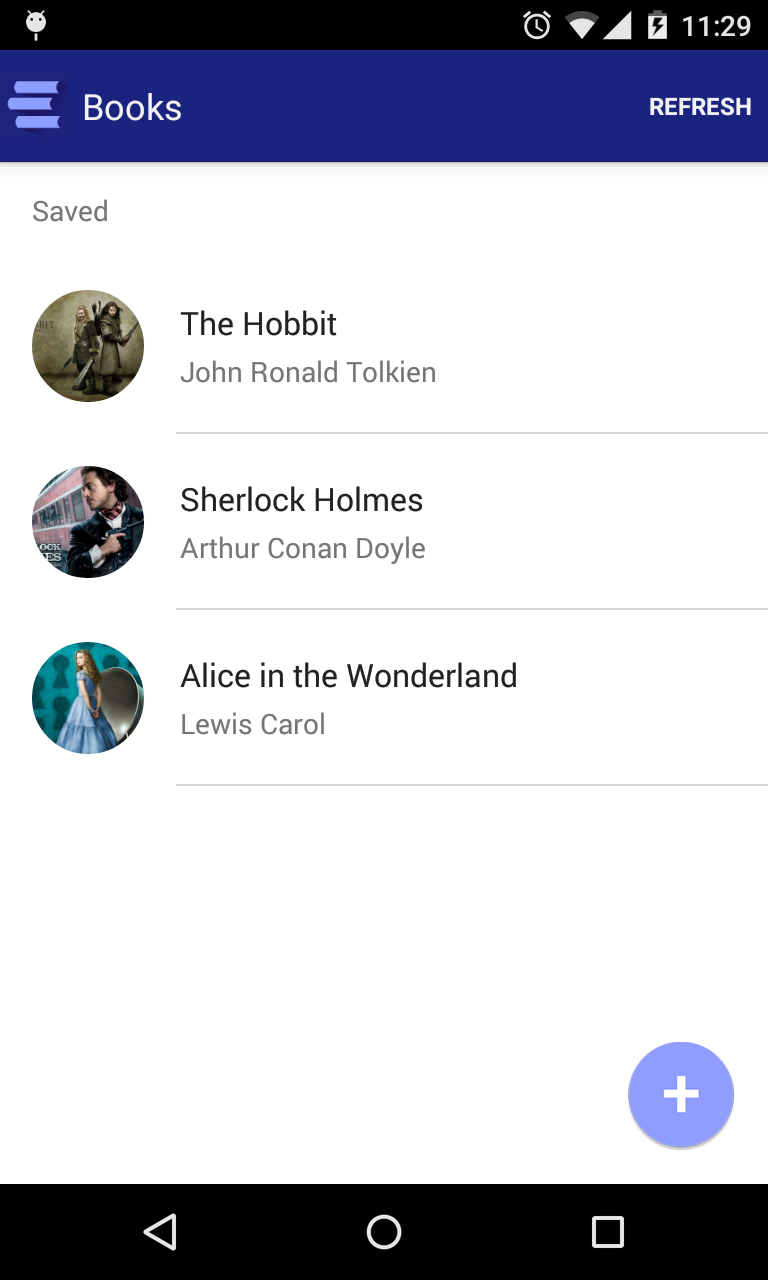 11:29
Books
REFRESH
Saved
The Hobbit
John Ronald Tolkien
Sherlock Holmes
Arthur Conan Doyle
Alice in the Wonderland
Lewis Carol